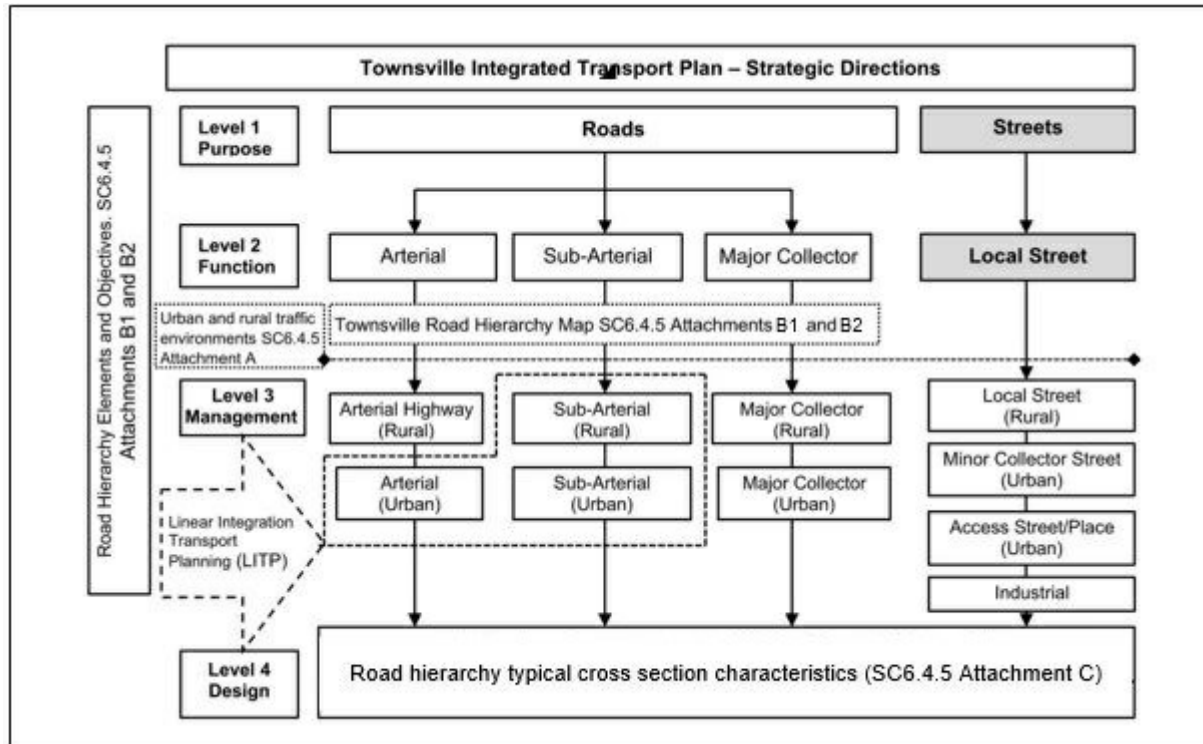 Townsville Integrated Transport Plan – Strategic Directions
Road Hierarchy Elements and Objectives. SC6.4.5
Attachments B1 and B2
Level 1
Purpose
Roads
Streets
Level 2
Function
Arterial
Sub-Arterial
Major Collector
Local Street
Urban and rural traffic
environments SC6.4.5
Attachment A
Townsville Road Hierarchy Map SC6.4.5 Attachments B1 and B2
Level 3
Management
Arterial Highway
(Rural)
Sub-Arterial
(Rural)
Major Collector
(Rural)
Local Street
(Rural)
Arterial
(Urban)
Sub-Arterial
(Urban)
Major Collector
(Urban)
Minor Collector Street
(Urban)
Access Street/Place
(Urban)
Industrial
Linear Integration
Transport
Planning (LITP)
Level 4
Design
Road hierarchy typical cross section characteristics (SC6.4.5 Attachment C)